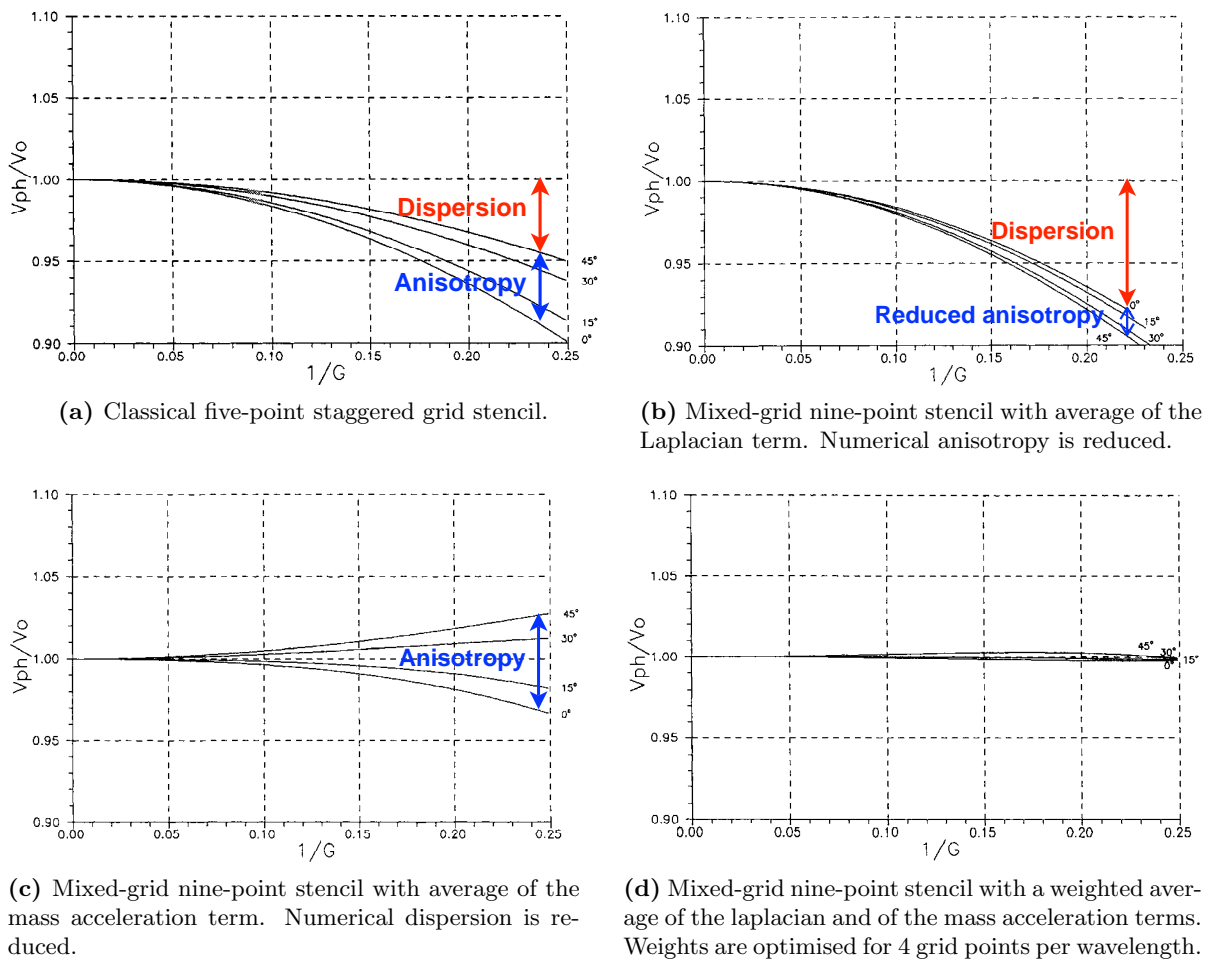 1.10
1.05
1.00
0.95
0.90
Vph/Vo
Dispersion
Anisotropy
45°
30°
15°
0°
0.00 0.05 0.10 0.15 0.20 0.25
1/G
(a) Classical five-point staggered grid stencil.
1.10
1.05
1.00
0.95
0.90
Vph/Vo
Dispersion
Reduced anisotropy
0°
15°
45° 30°
0.00 0.05 0.10 0.15 0.20 0.25
1/G
(b) Mixed-grid nine-point stencil with average of the
Laplacian term. Numerical anisotropy is reduced.
1.10
1.05
1.00
0.95
0.90
Vph/Vo
Anisotropy
45°
30°
15°
0°
0.00 0.05 0.10 0.15 0.20 0.25
1/G
(c) Mixed-grid nine-point stencil with average of the
mass acceleration term. Numerical dispersion is re-
duced.
1.10
1.05
1.00
0.95
0.90
Vph/Vo
45°
30°
15°
0°
0.00 0.05 0.10 0.15 0.20 0.25
1/G
(d) Mixed-grid nine-point stencil with a weighted aver-
age of the laplacian and of the mass acceleration terms.
Weights are optimised for 4 grid points per wavelength.